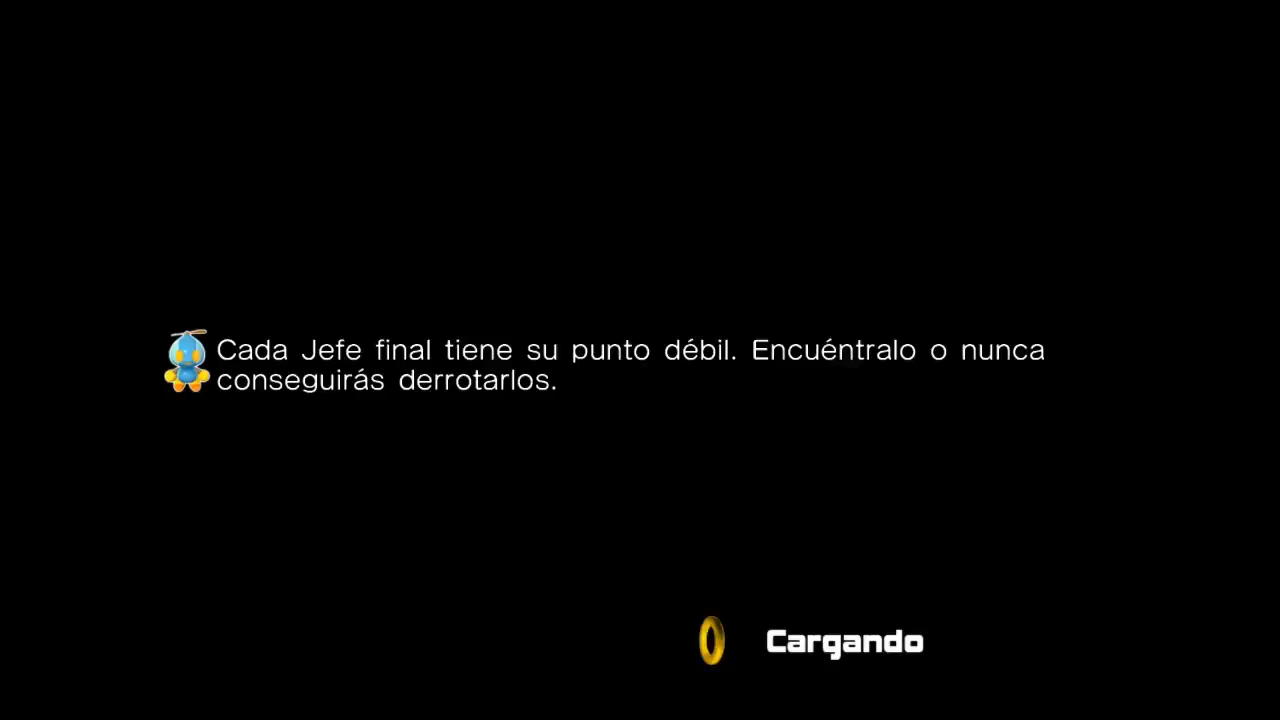 Cada Jefe final tiene su punto débil. Encuéntralo o nunca
conseguirás derrotarlos.
Cargando